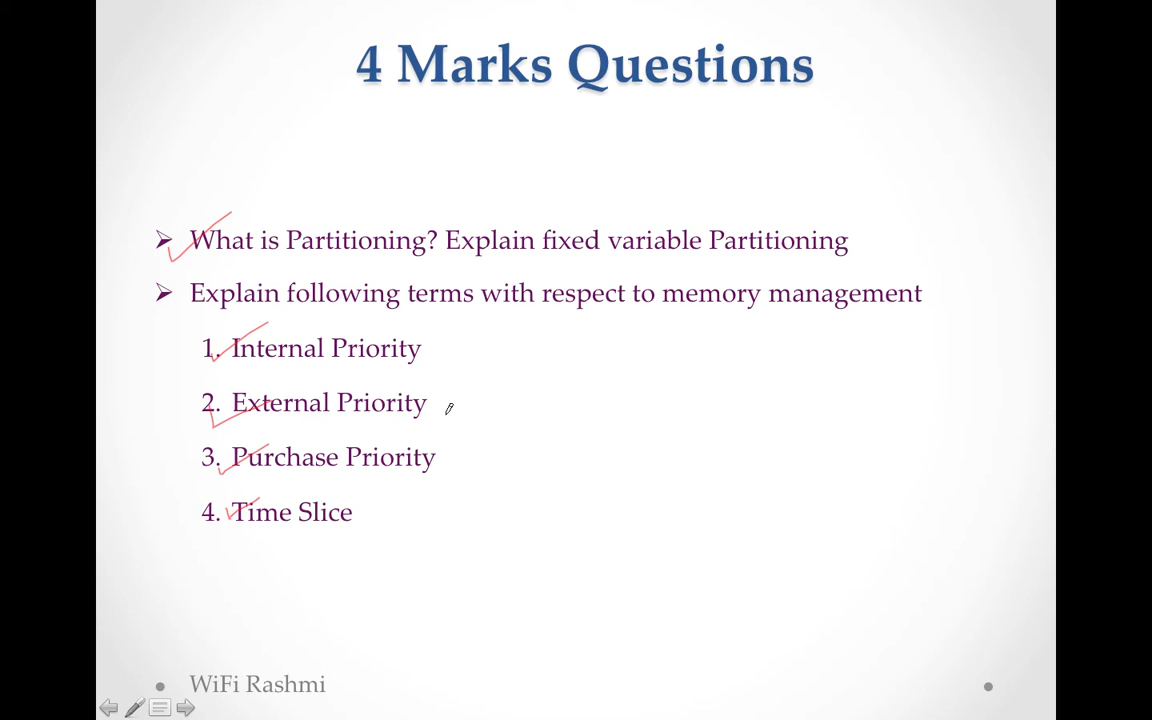 4 Marks Questions
What is Partitioning? Explain fixed variable Partitioning
Explain following terms with respect to memory management
1. Internal Priority
2. External Priority
3. Purchase Priority
4. Time Slice
WiFi Rashmi